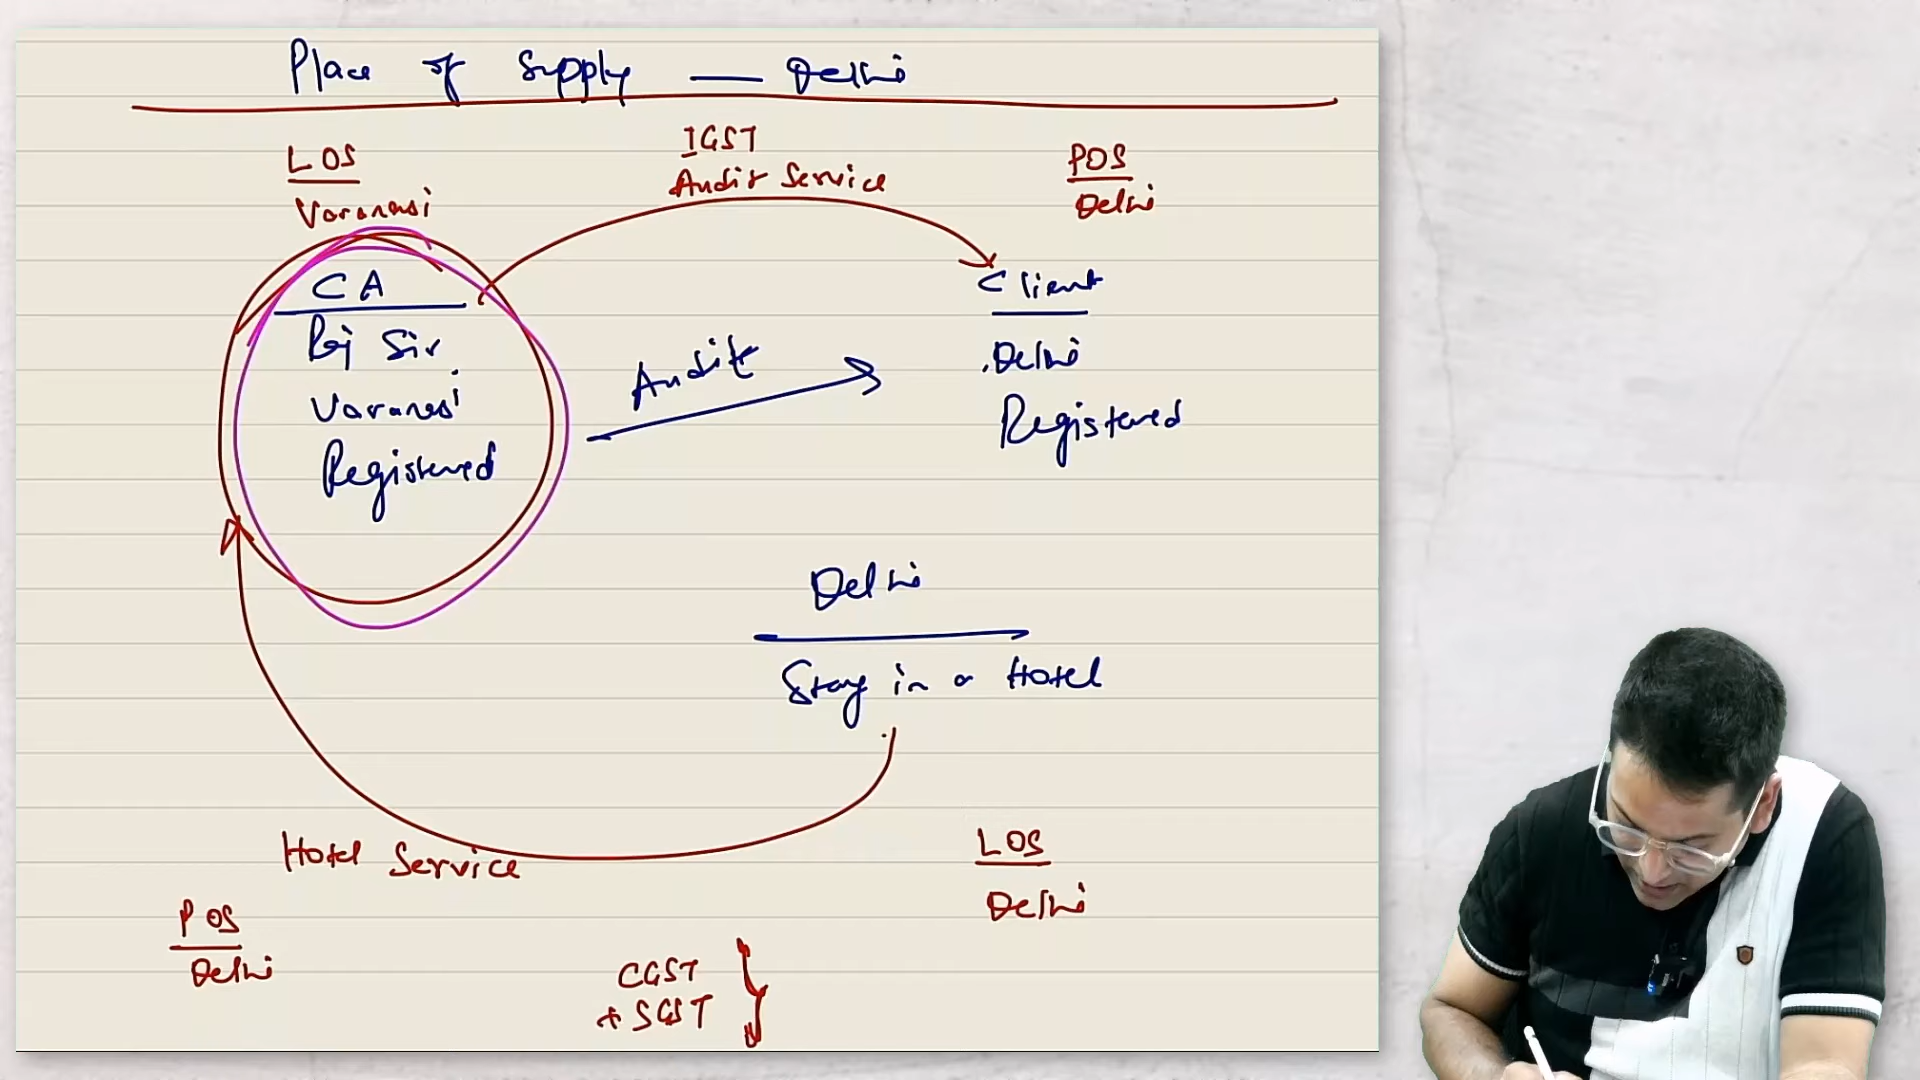 Place of Supply — Delhi
LOS
Varanasi
IGST
Audit Service
POS
Delhi
CA
Bj Sir
Varanasi
Registered
Audit
Client
Delhi
Registered
Delhi
Stay in a Hotel
Hotel Service
LOS
Delhi
POS
Delhi
CGST
+ SGST